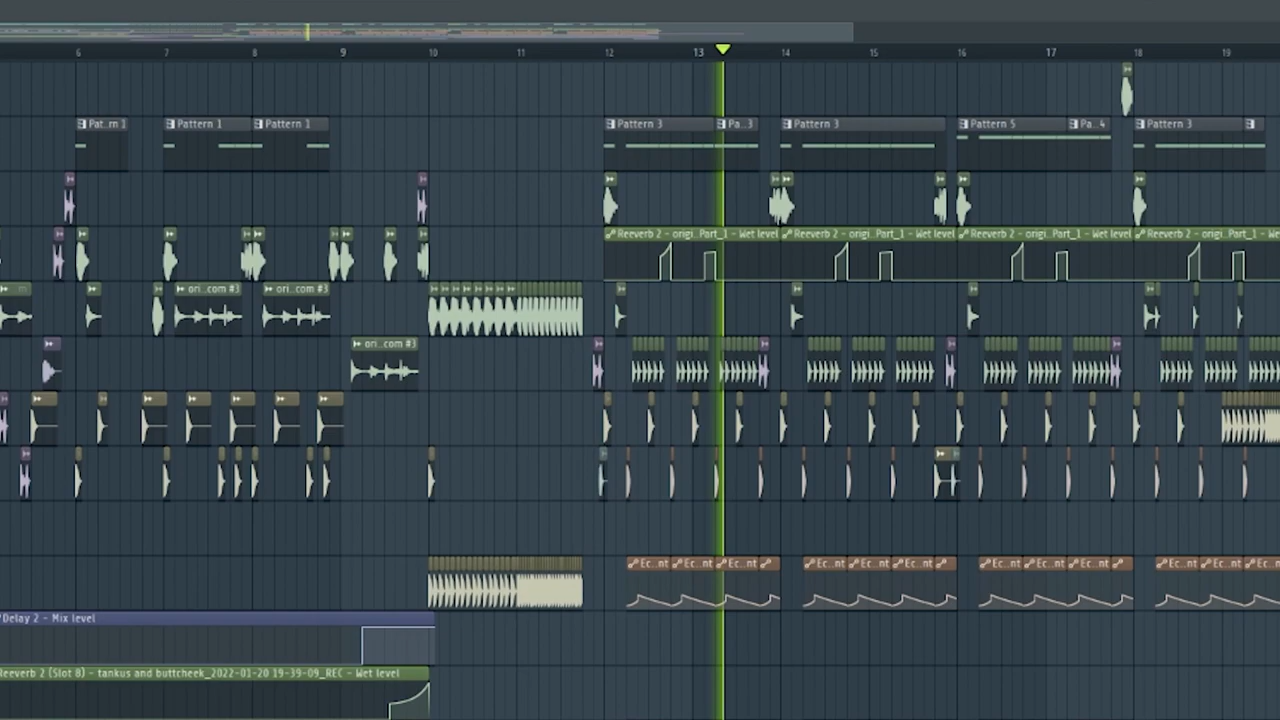 6 7 8 9 10 11 12 13 14 15 16 17 18 19
Pat..rn 1 Pattern 1 Pattern 1 Pattern 3 Pa...3 Pattern 3 Pattern 5 Pa...4 Pattern 3
Reeverb 2 - origi..Part_1 - Wet level Reeverb 2 - origi..Part_1 - Wet level Reeverb 2 - origi..Part_1 - Wet level Reeverb 2 - origi..Part_1 - We
ori...com #3 ori...com #3
ori...com #3
Ec...nt Ec...nt Ec...nt Ec...nt Ec...nt Ec...nt Ec...nt Ec...nt Ec...nt Ec...nt Ec...nt Ec
Delay 2 - Mix level
Reeverb 2 (Slot 8) - tankus and buttcheek_2022-01-20 19-39-09_REC - Wet level